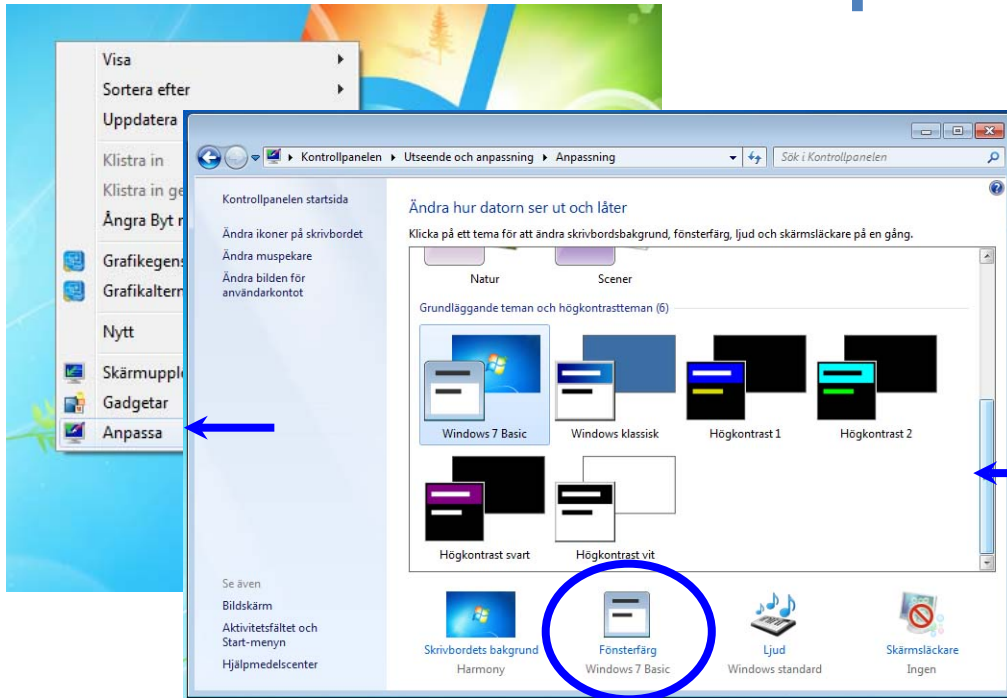 Visa
Sortera efter
Uppdatera
Klistra in
Klistra in ge
Ångra Byt
Grafikegens
Grafikaltern
Nytt
Skärmupplö
Gadgetar
Anpassa
Kontrollpanelen Utseende och anpassning Anpassning
Sök i Kontrollpanelen
Kontrollpanelen startsida
Ändra ikoner på skrivbordet
Ändra muspekare
Ändra bilden för
användarkontot
Se även
Bildskärm
Aktivitetsfältet och
Start-menyn
Hjälpmedelscenter
Ändra hur datorn ser ut och låter
Klicka på ett tema för att ändra skrivbordsbakgrund, fönsterfärg, ljud och skärmsläckare på en gång.
Natur Scener
Grundläggande teman och högkontrastteman (6)
Windows 7 Basic Windows klassisk Högkontrast 1 Högkontrast 2
Högkontrast svart Högkontrast vit
Skrivbordets bakgrund Fönsterfärg Ljud Skärmsläckare
Harmony Windows 7 Basic Windows standard Ingen